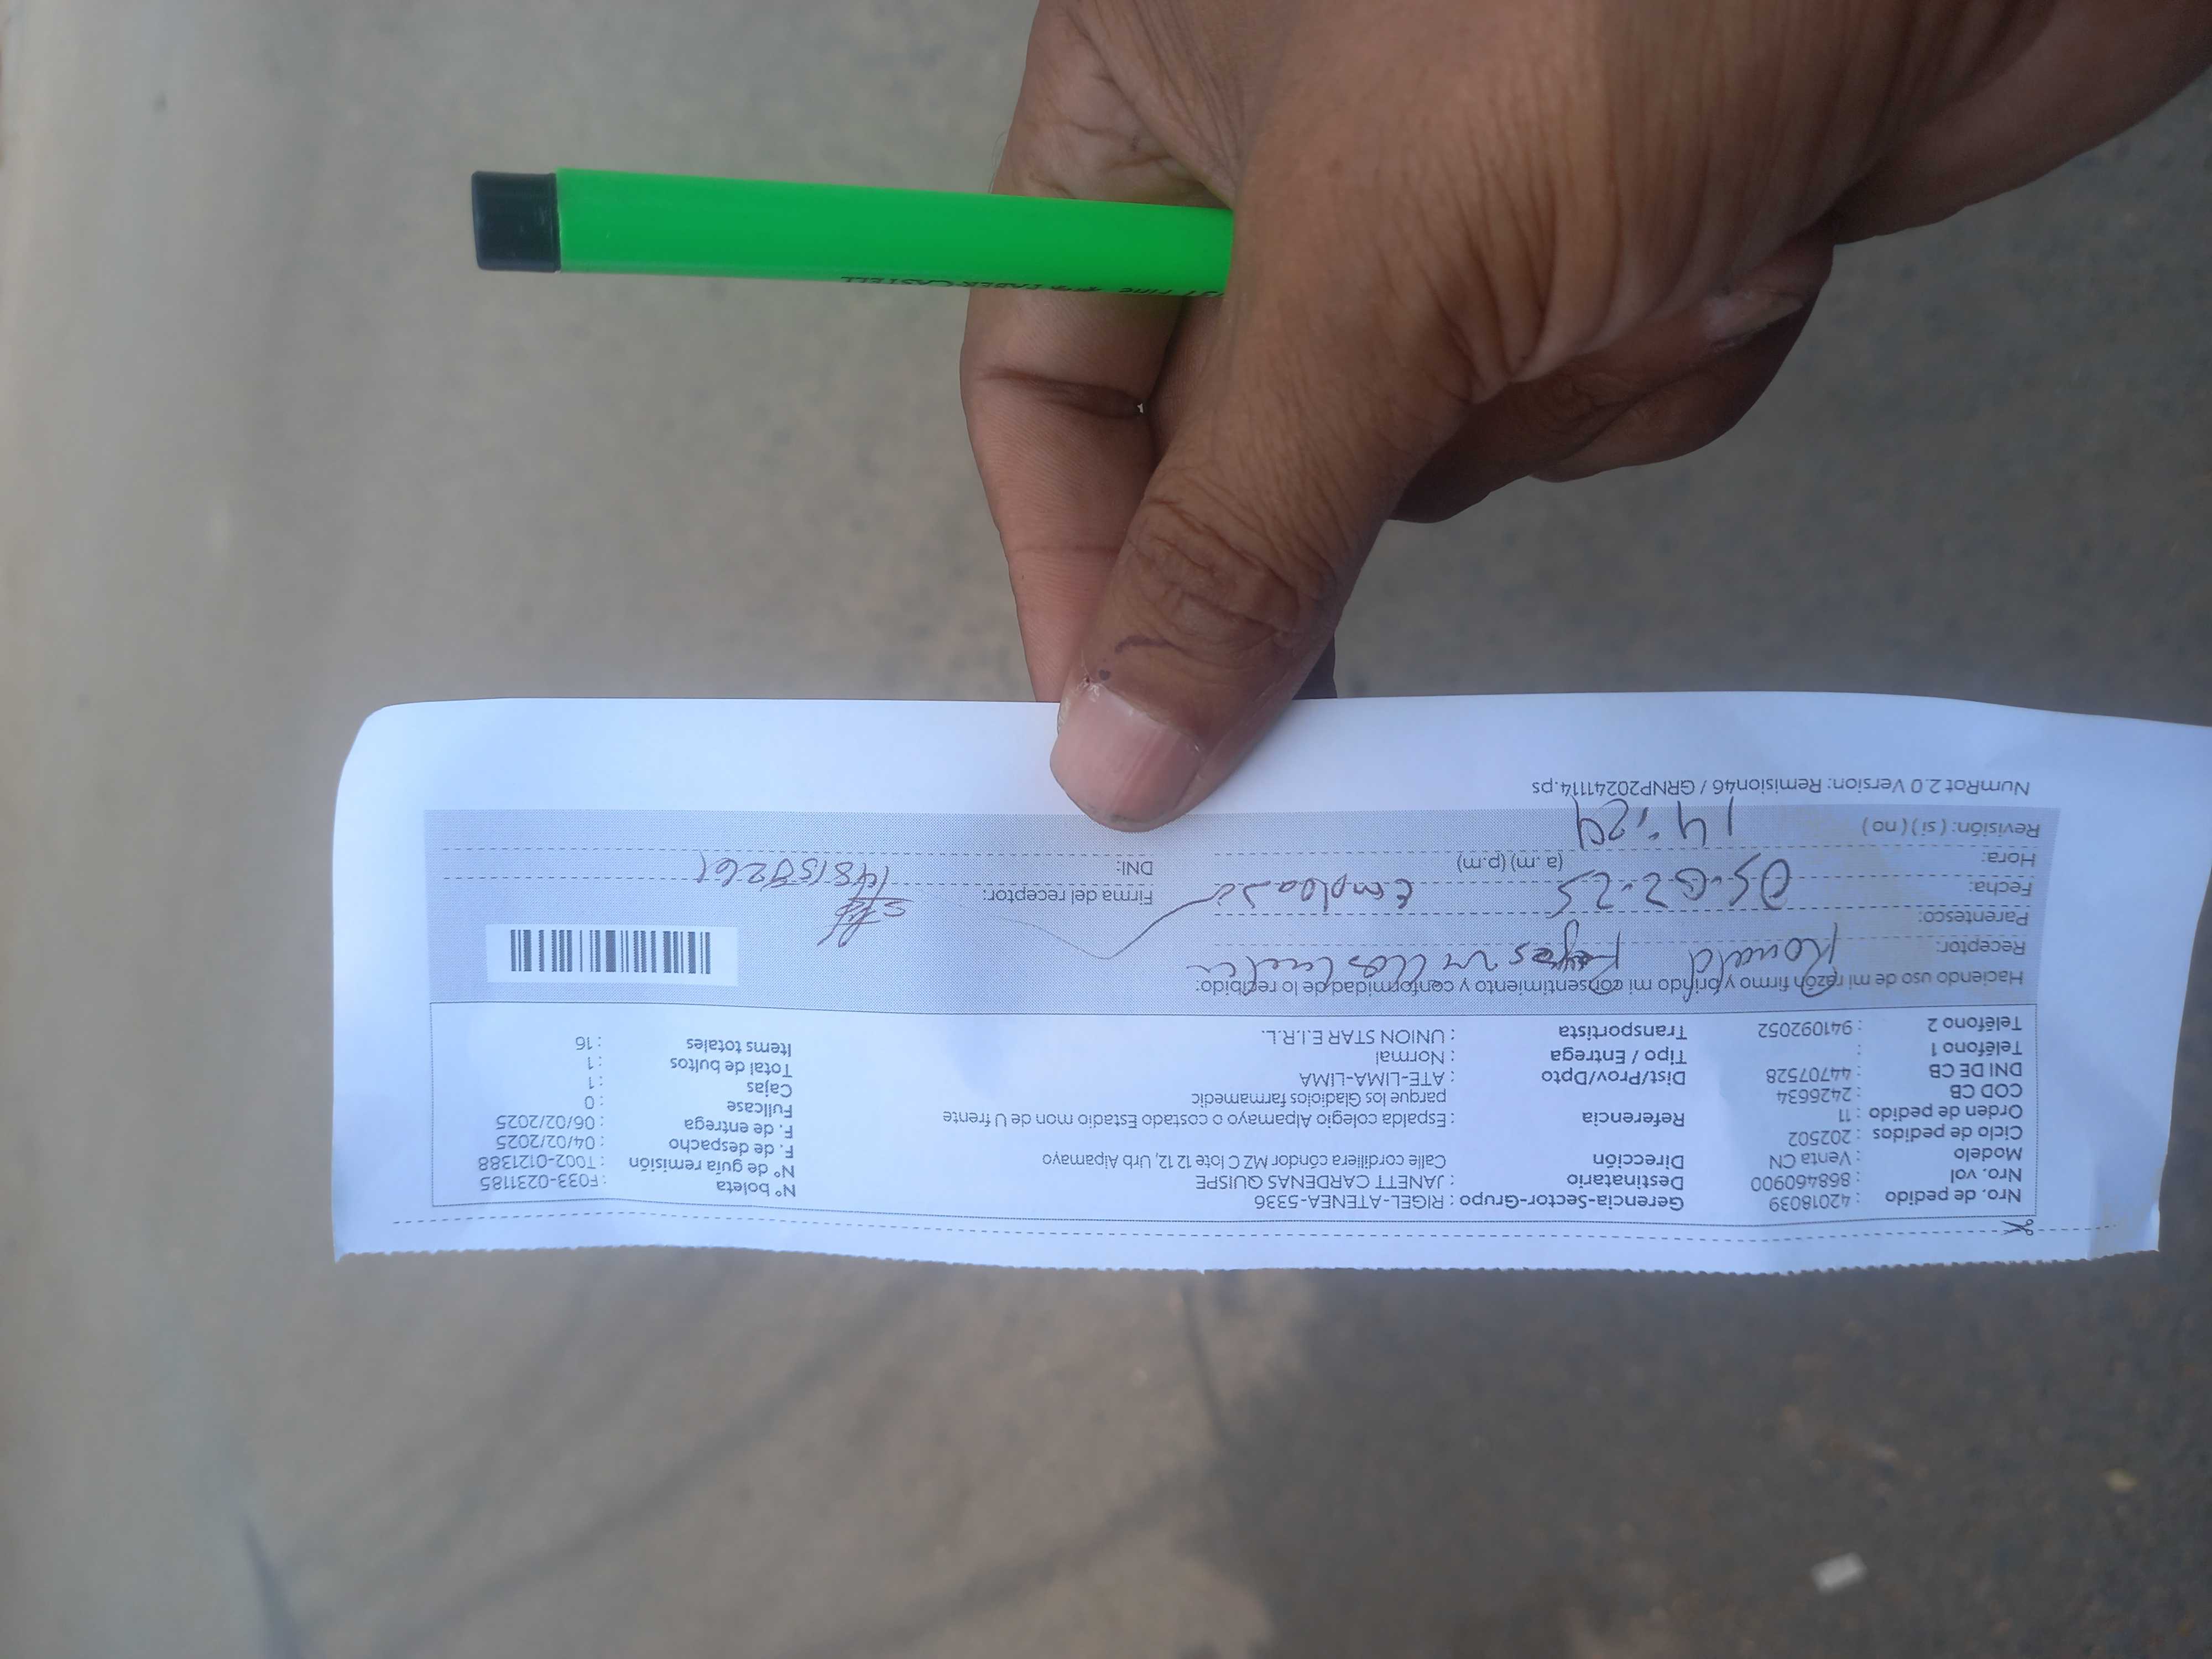 Nro. de pedido : 42018039 Gerencia-Sector-Grupo : RIGEL-ATENEA-5336 N° boleta : F033-0231185
Nro. vol : 868460900 Destinatario : JANETT CARDENAS QUISPE N° de guía remisión : T002-0121388
Modelo : Venta CN Dirección Calle cordillera cóndor MZ C lote 12 12, Urb Alpamayo F. de despacho : 04/02/2025
Ciclo de pedidos : 202502 F. de entrega : 06/02/2025
Orden de pedido : 11 Referencia : Espalda colegio Alpamayo o costado Estadio mon de U frente Fullcase : 0
COD CB : 2426634 parque los Gladiolos farmamedic Cajas : 1
DNI DE CB : 44707528 Dist/Prov/Dpto : ATE-LIMA-LIMA Total de bultos : 1
Teléfono 1 : Tipo / Entrega : Normal Items totales : 16
Teléfono 2 : 941092052 Transportista : UNION STAR E.I.R.L.
Haciendo uso de mi razón firmo y brindo mi consentimiento y conformidad de lo recibido:
Receptor: Ronald
Parentesco: Empleado Firma del receptor:
Fecha: 05-02-25
Hora: (a.m) (p.m) DNI:
Revisión: ( si ) ( no ) 14:24
NumRot 2.0 Version: Remision46 / GRNP20241114.ps
FABER-CASTELL